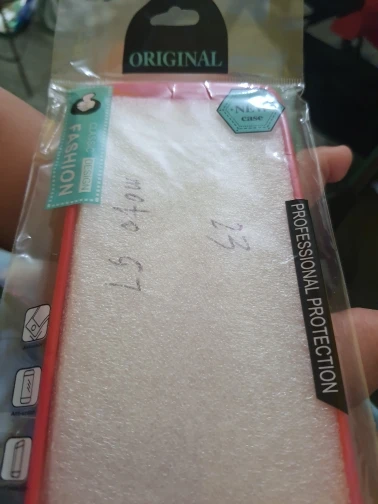 ORIGINAL
NEW
case
FASHION
moto G7
23
PROFESSIONAL PROTECTION